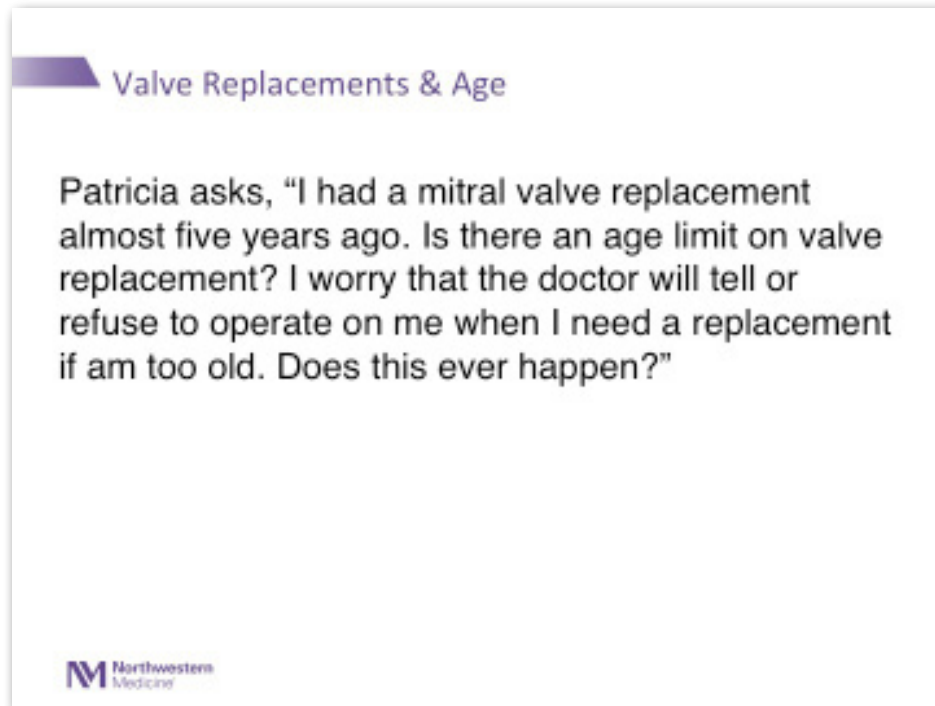 Valve Replacements & Age
Patricia asks, “I had a mitral valve replacement
almost five years ago. Is there an age limit on valve
replacement? I worry that the doctor will tell or
refuse to operate on me when I need a replacement
if am too old. Does this ever happen?”
NM Northwestern
Medicine